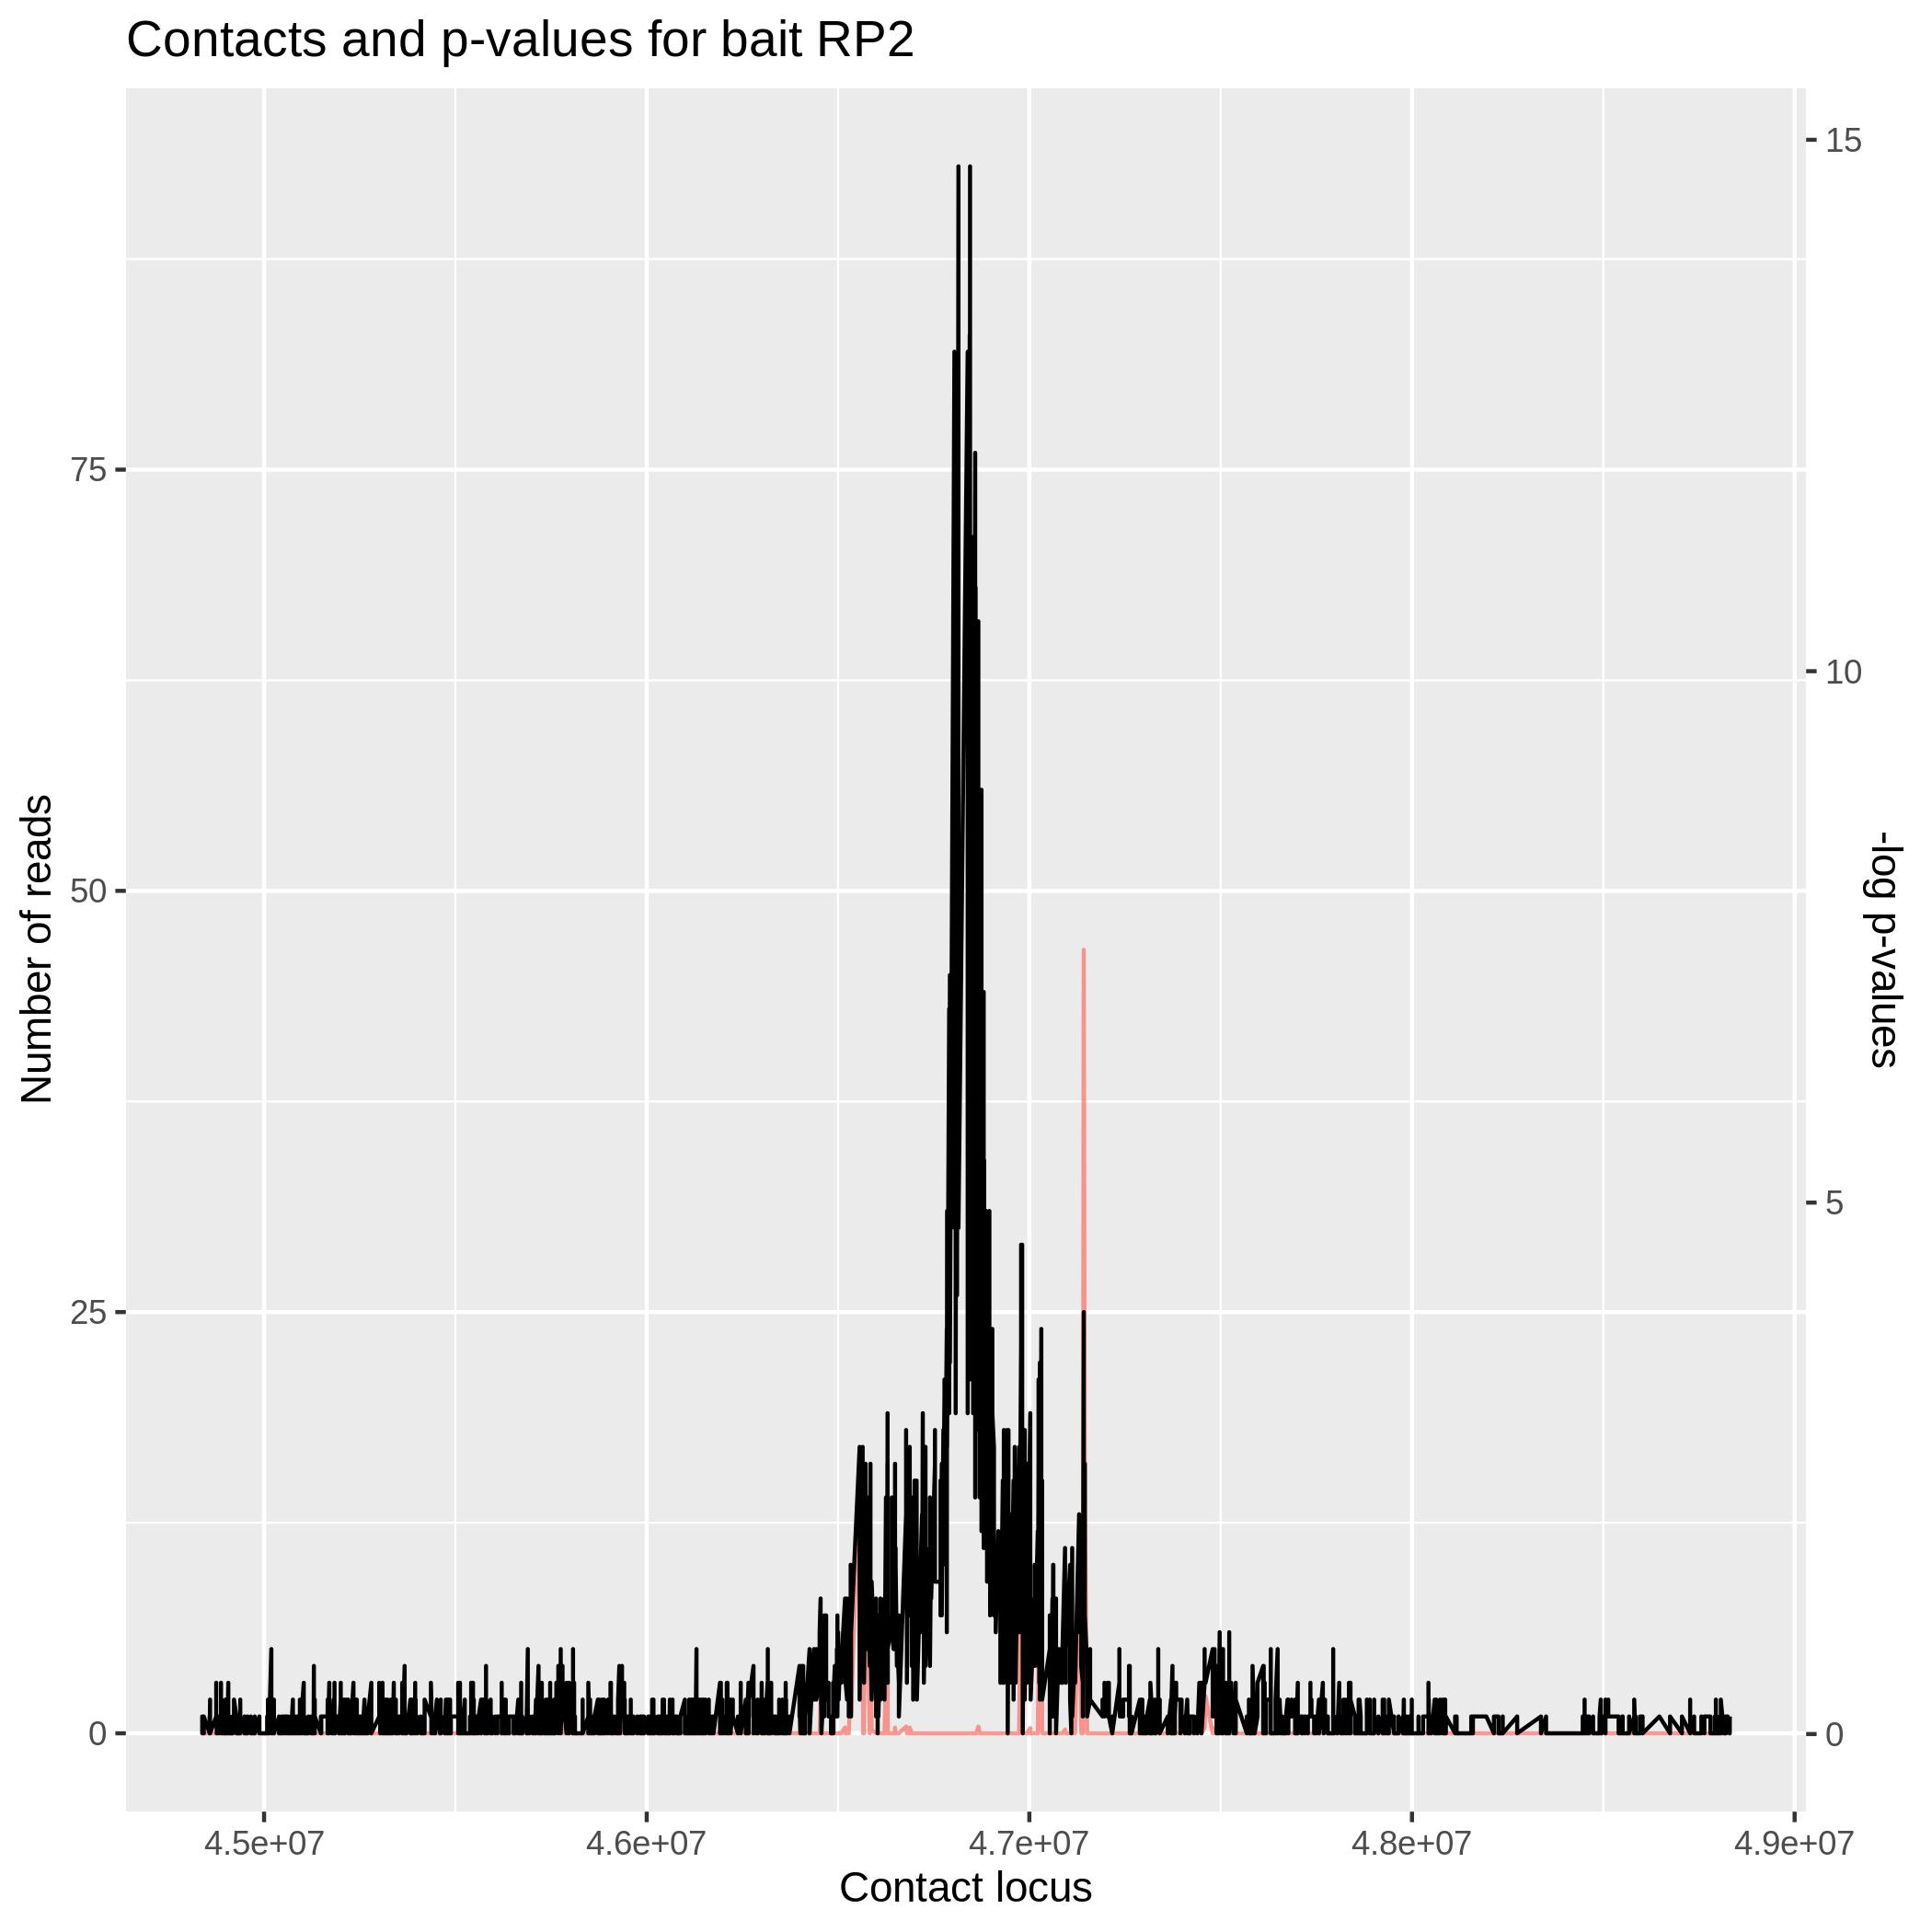 Contacts and p-values for bait RP2
15
75
10
50
5
25
0
0
Number of reads
-log p-values
4.5e+07
4.6e+07
4.7e+07
4.8e+07
4.9e+07
Contact locus